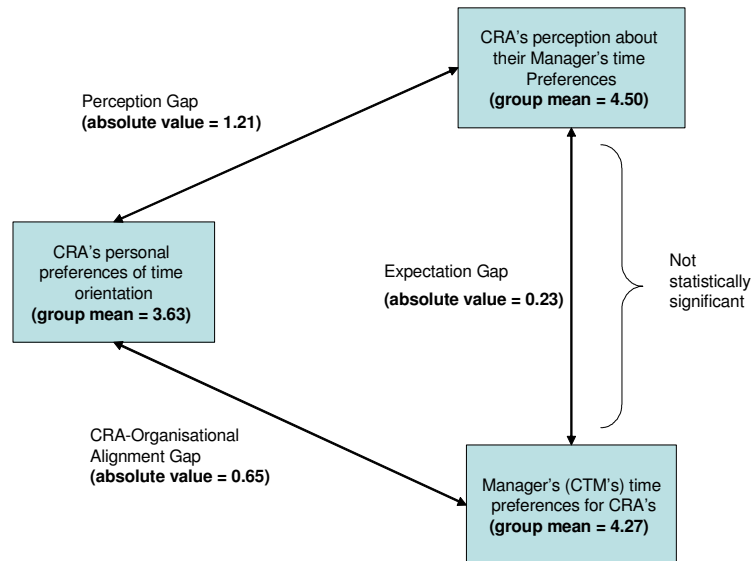 CRA's perception about
their Manager's time
Preferences
(group mean = 4.50)
Perception Gap
(absolute value = 1.21)
CRA's personal
preferences of time
orientation
(group mean = 3.63)
Expectation Gap
(absolute value = 0.23)
Not
statistically
significant
CRA-Organisational
Alignment Gap
(absolute value = 0.65)
Manager's (CTM's) time
preferences for CRA's
(group mean = 4.27)